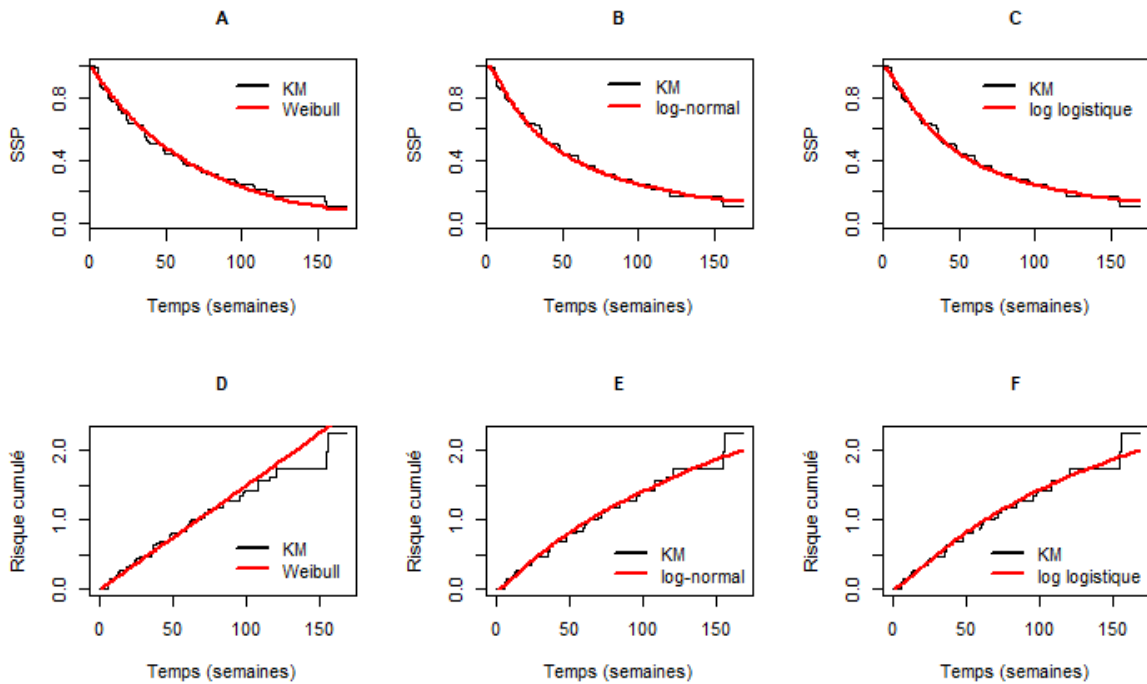 A
B
C
SSP
0.0 0.4 0.8
KM
Weibull
0 50 100 150
Temps (semaines)
SSP
0.0 0.4 0.8
KM
log-normal
0 50 100 150
Temps (semaines)
SSP
0.0 0.4 0.8
KM
log logistique
0 50 100 150
Temps (semaines)
D
E
F
Risque cumulé
0.0 1.0 2.0
KM
Weibull
0 50 100 150
Temps (semaines)
Risque cumulé
0.0 1.0 2.0
KM
log-normal
0 50 100 150
Temps (semaines)
Risque cumulé
0.0 1.0 2.0
KM
log logistique
0 50 100 150
Temps (semaines)